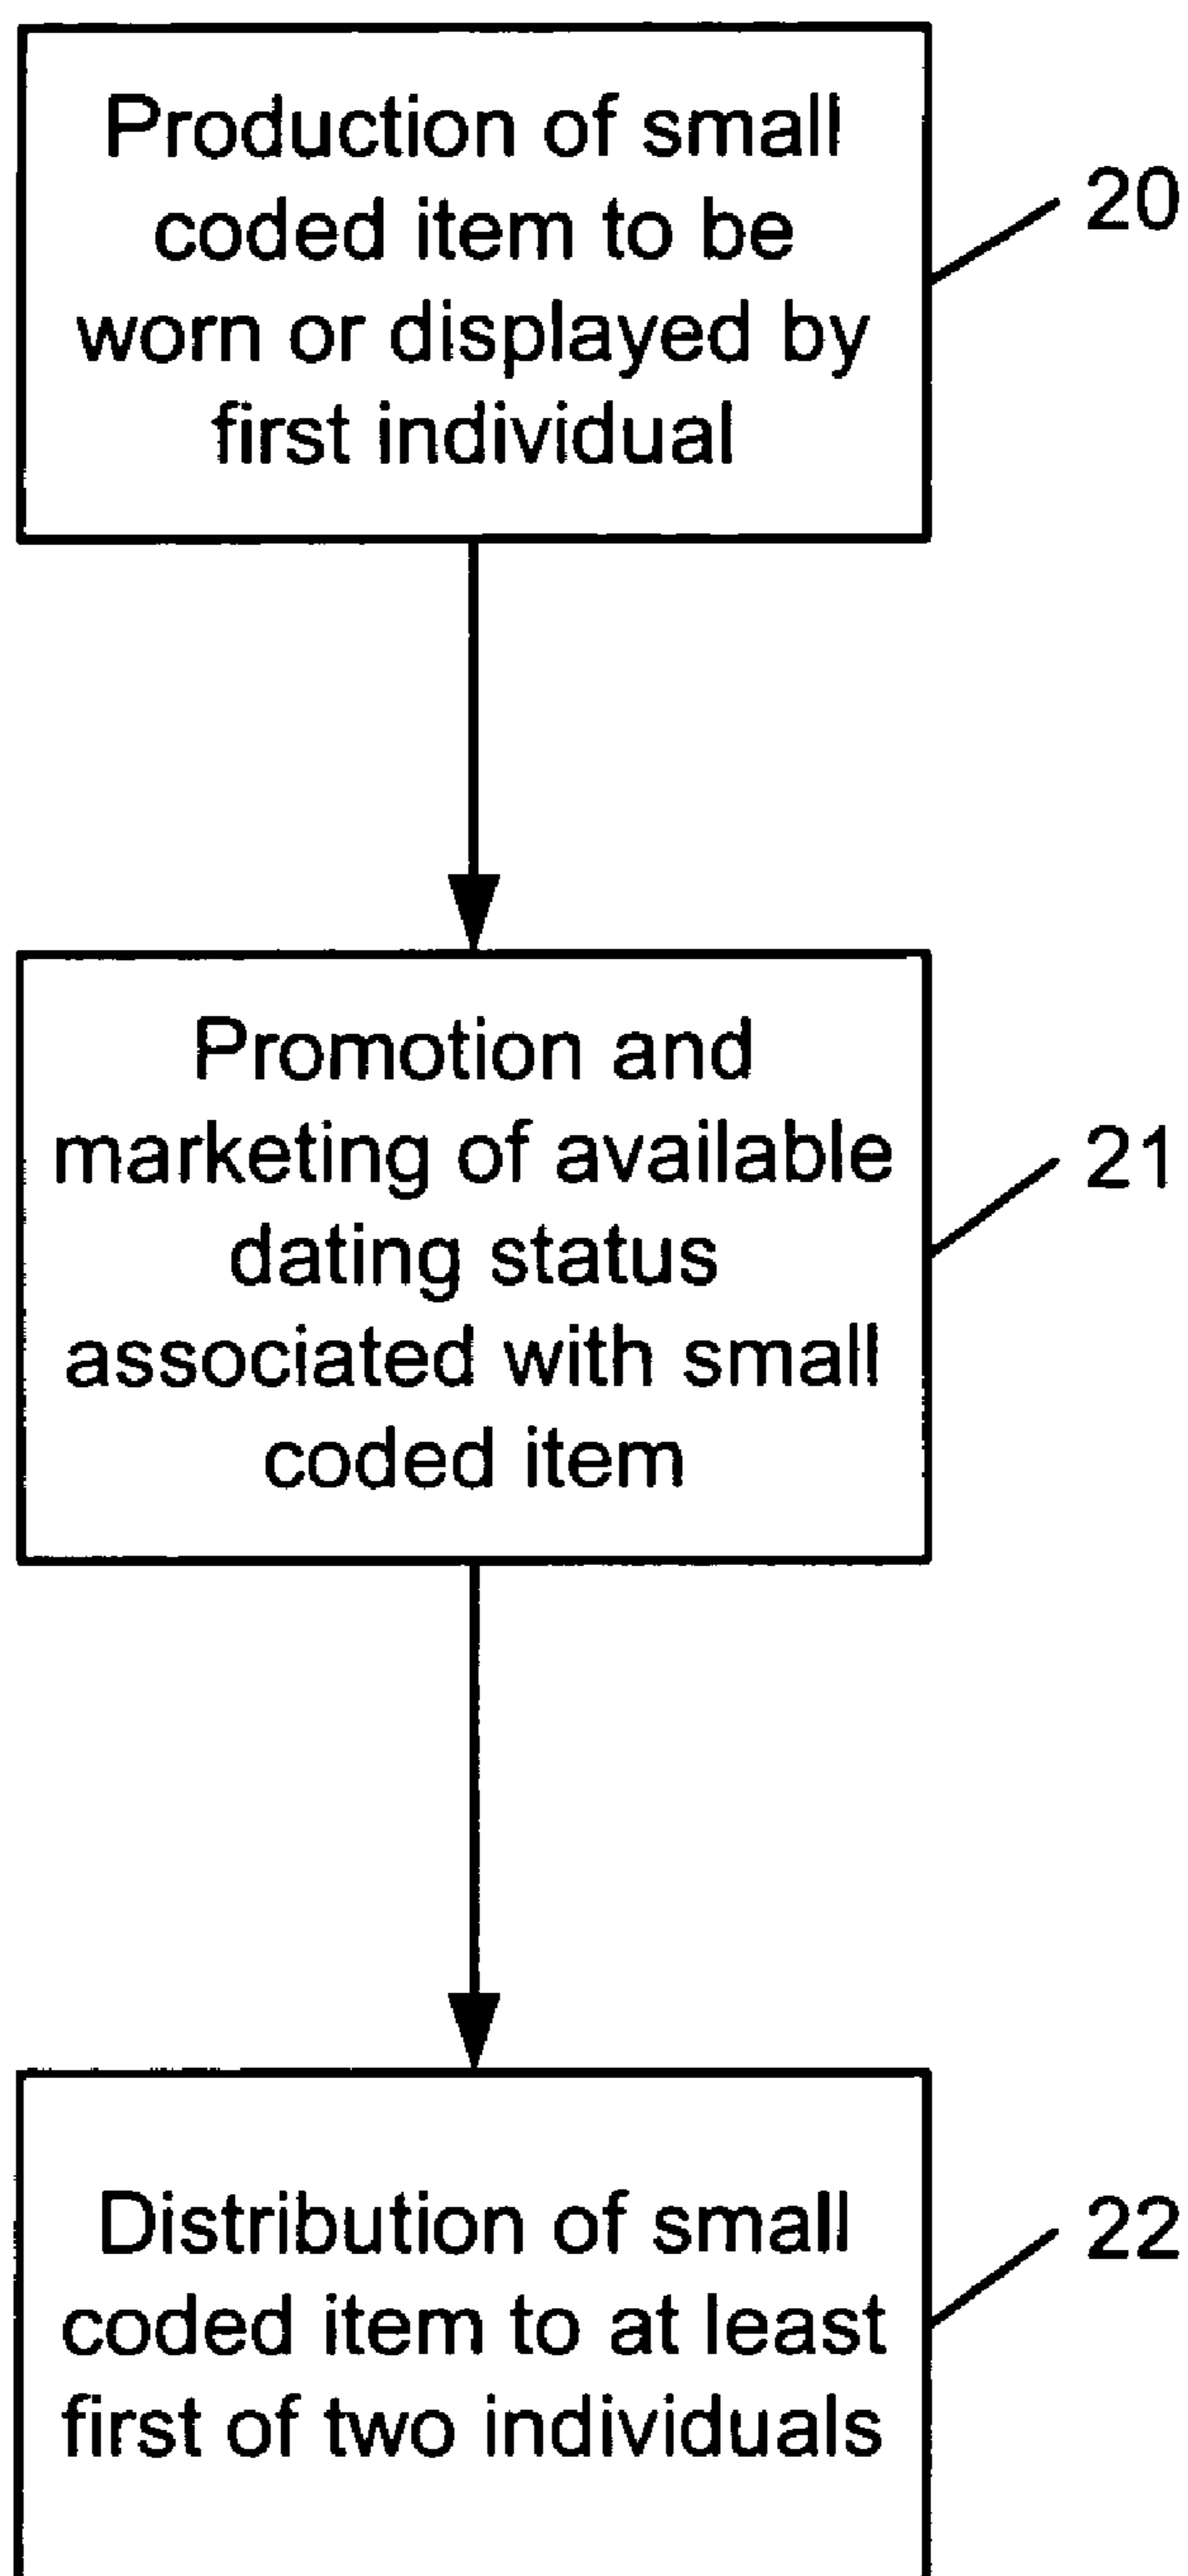 Production of small
coded item to be
worn or displayed by
first individual
20
Promotion and
marketing of available
dating status
associated with small
coded item
21
Distribution of small
coded item to at least
first of two individuals
22